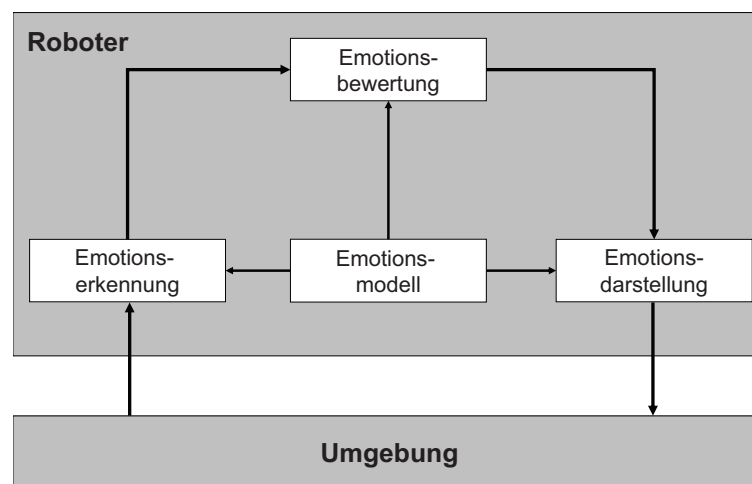 Roboter
Emotions-
bewertung
Emotions-
erkennung
Emotions-
modell
Emotions-
darstellung
Umgebung